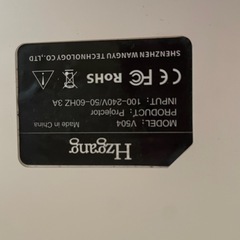 Hzgang
Made in China
MODEL: V504
PRODUCT: Projector
INPUT: 100-240V/50-60HZ 3A
CE FC RoHS
SHENZHEN WANGYU TECHNOLOGY CO.,LTD